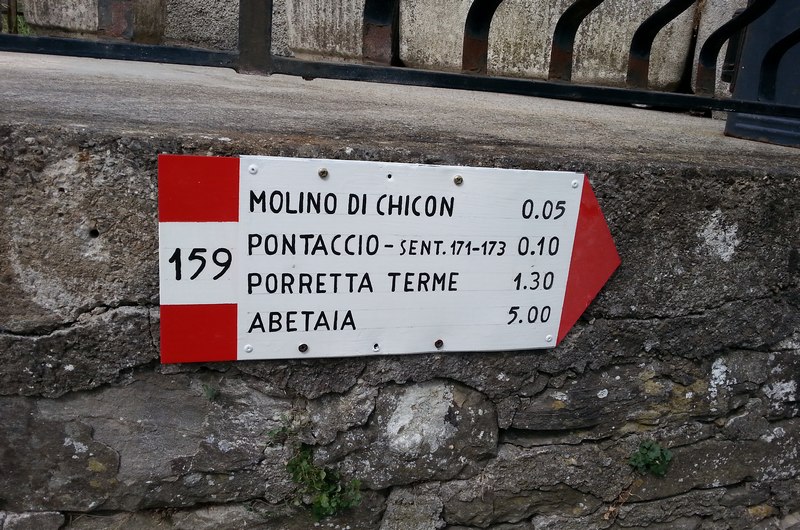 159
MOLINO DI CHICON 0.05
PONTACCIO - SENT. 171-173 0.10
PORRETTA TERME 1.30
ABETAIA 5.00